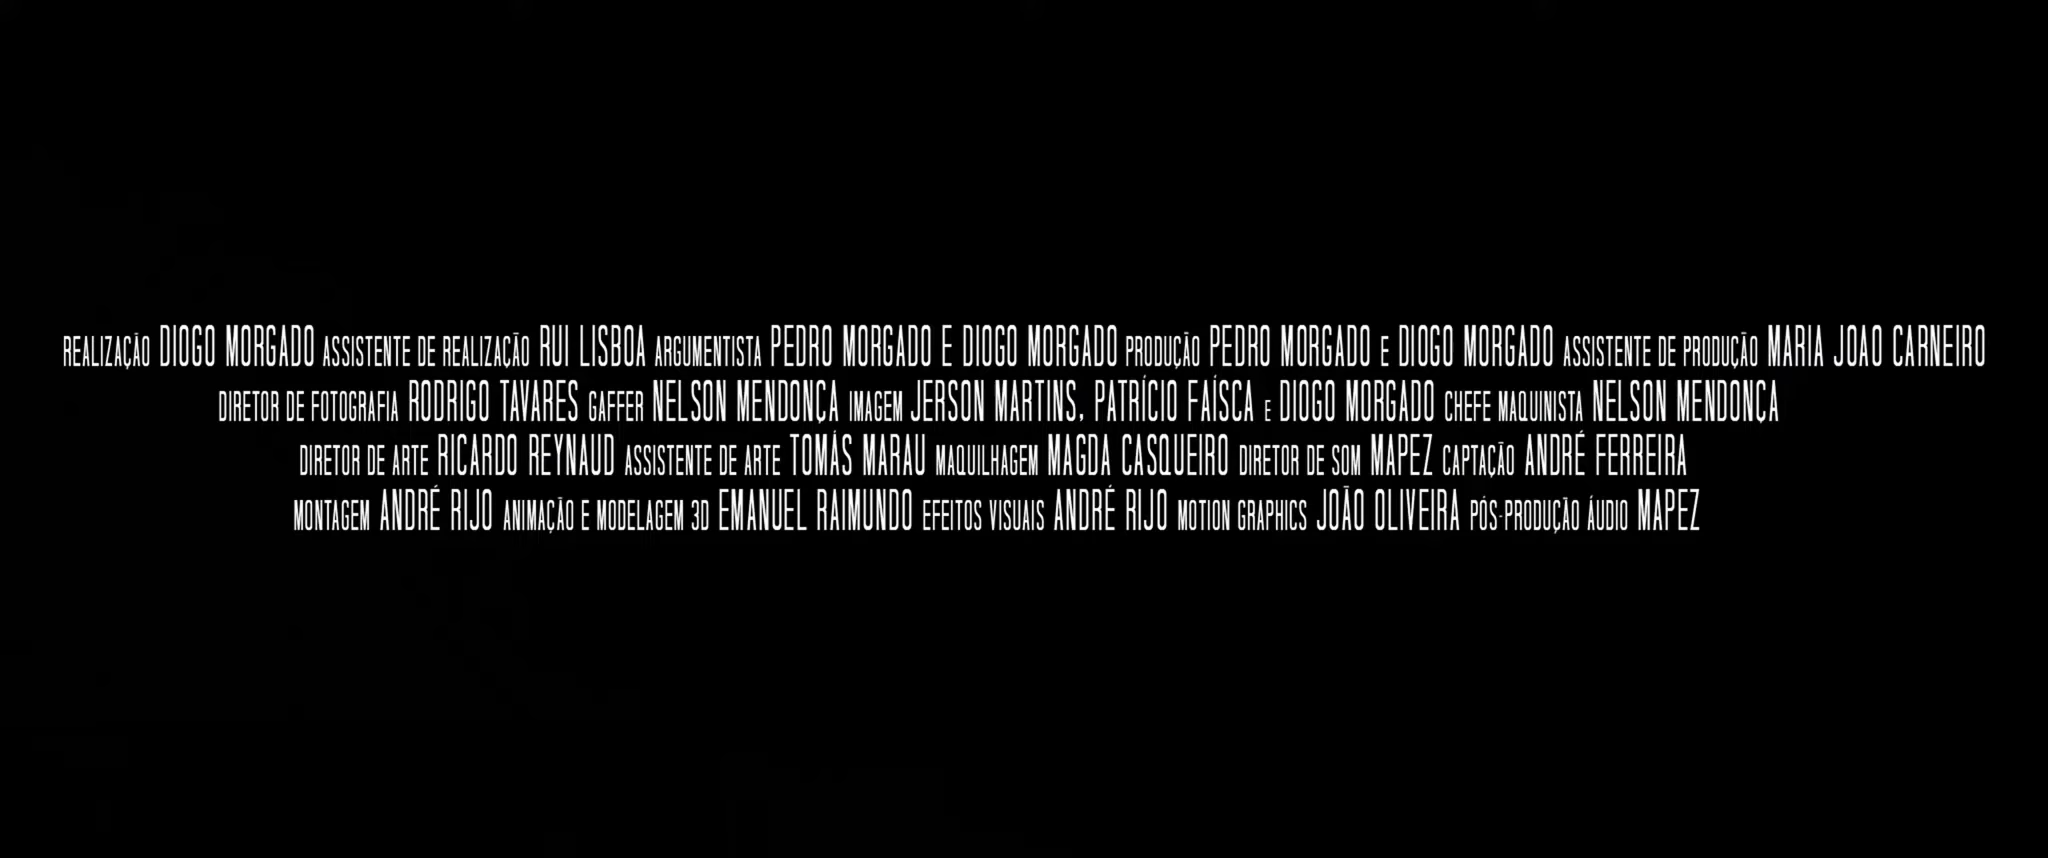 REALIZAÇÃO DIOGO MORGADO ASSISTENTE DE REALIZAÇÃO RUI LISBOA ARGUMENTISTA PEDRO MORGADO E DIOGO MORGADO PRODUÇÃO PEDRO MORGADO E DIOGO MORGADO ASSISTENTE DE PRODUÇÃO MARIA JOAO CARNEIRO
DIRETOR DE FOTOGRAFIA RODRIGO TAVARES GAFFER NELSON MENDONÇA IMAGEM JERSON MARTINS, PATRÍCIO FAÍSCA E DIOGO MORGADO CHEFE MAQUINISTA NELSON MENDONÇA
DIRETOR DE ARTE RICARDO REYNAUD ASSISTENTE DE ARTE TOMÁS MARAU MAQUILHAGEM MAGDA CASQUEIRO DIRETOR DE SOM MAPEZ CAPTAÇÃO ANDRÉ FERREIRA
MONTAGEM ANDRÉ RIJO ANIMAÇÃO E MODELAGEM 3D EMANUEL RAIMUNDO EFEITOS VISUAIS ANDRÉ RIJO MOTION GRAPHICS JOÃO OLIVEIRA PÓS-PRODUÇÃO ÁUDIO MAPEZ